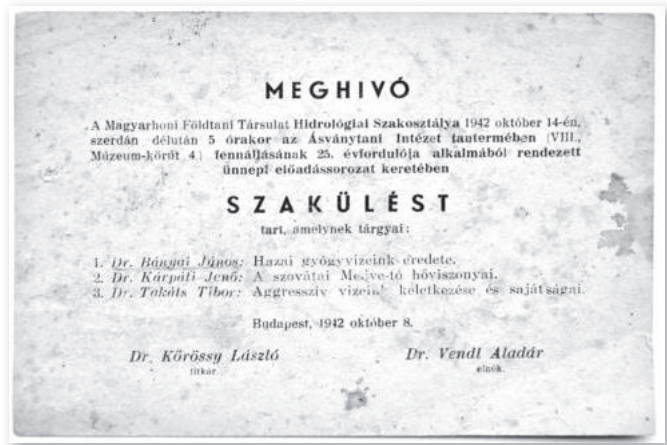 MEGHIVÓ
A Magyarhoni Földtani Társulat Hidrológiai Szakosztálya 1942 október 14-én,
szerdán délután 5 órakor az Ásványtani Intézet tantermében (VIII.,
Múzeum-körút 4.) fennállásának 25. évfordulója alkalmából rendezett
ünnepi előadássorozat keretében
SZAKÜLÉST
tart, amelynek tárgyai:
1. Dr. Bányai János: Hazai gyógyvizeink eredete.
2. Dr. Kárpáti Jenő: A szovátai Medve-tó hőviszonyai.
3. Dr. Takáts Tibor: Aggresszív vizeink keletkezése és sajátságai.
Budapest, 1942 október 8.
Dr. Kőrössy László Dr. Vendl Aladár
titkár. elnök.